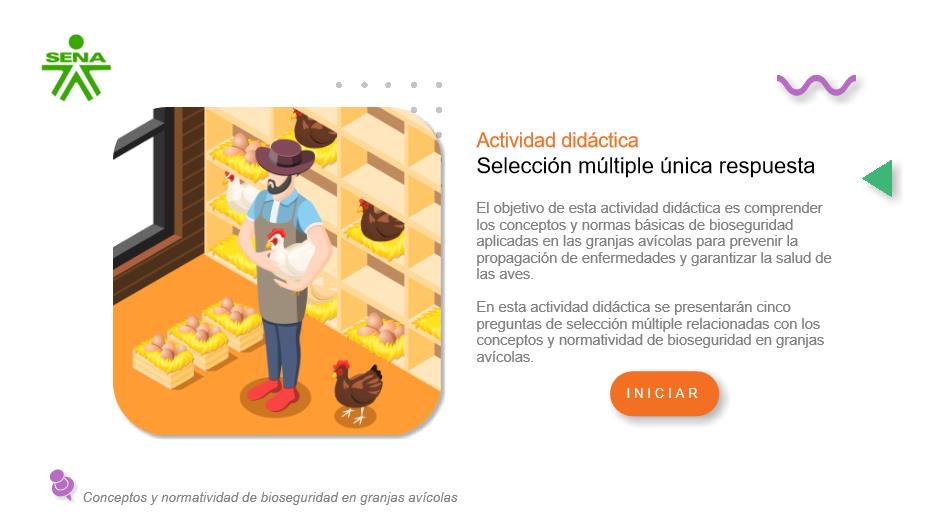 SENA
Actividad didáctica
Selección múltiple única respuesta
El objetivo de esta actividad didáctica es comprender
los conceptos y normas básicas de bioseguridad
aplicadas en las granjas avícolas para prevenir la
propagación de enfermedades y garantizar la salud de
las aves.
En esta actividad didáctica se presentarán cinco
preguntas de selección múltiple relacionadas con los
conceptos y normatividad de bioseguridad en granjas
avícolas.
INICIAR
Conceptos y normatividad de bioseguridad en granjas avícolas